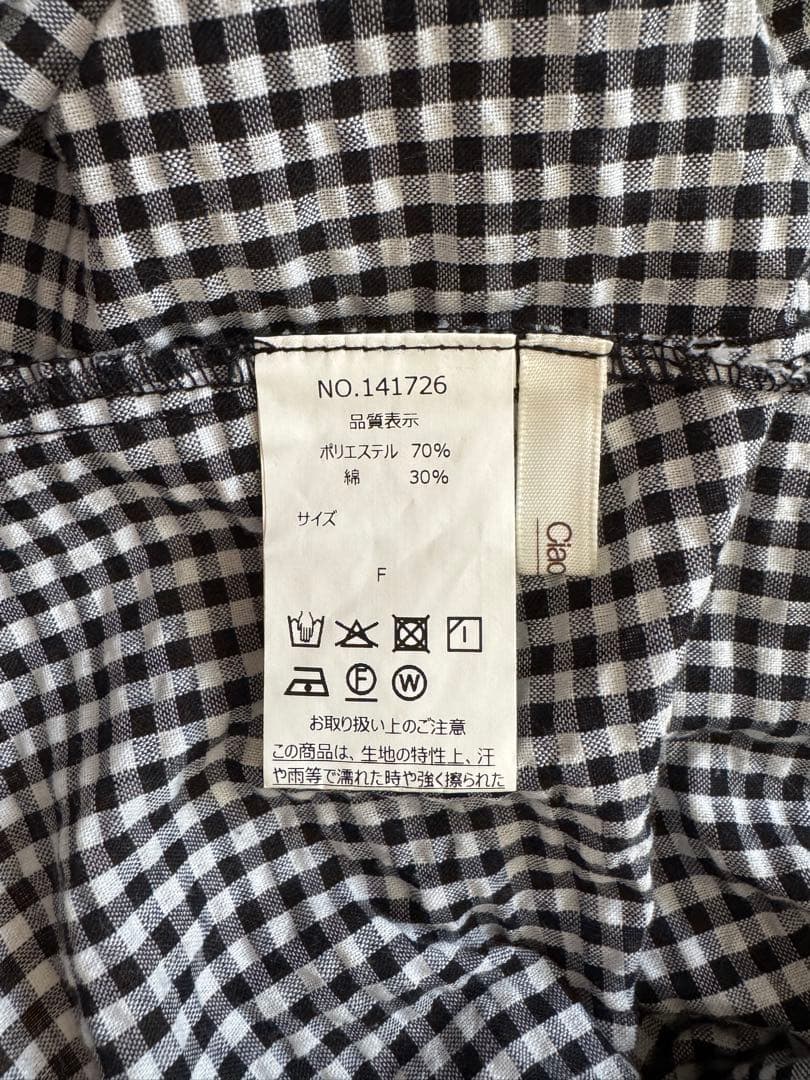 NO.141726
品質表示
ポリエステル 70%
綿 30%
サイズ
F
F
W
お取り扱い上のご注意
この商品は、生地の特性上、汗
や雨等で濡れた時や強く擦られた
Ciao